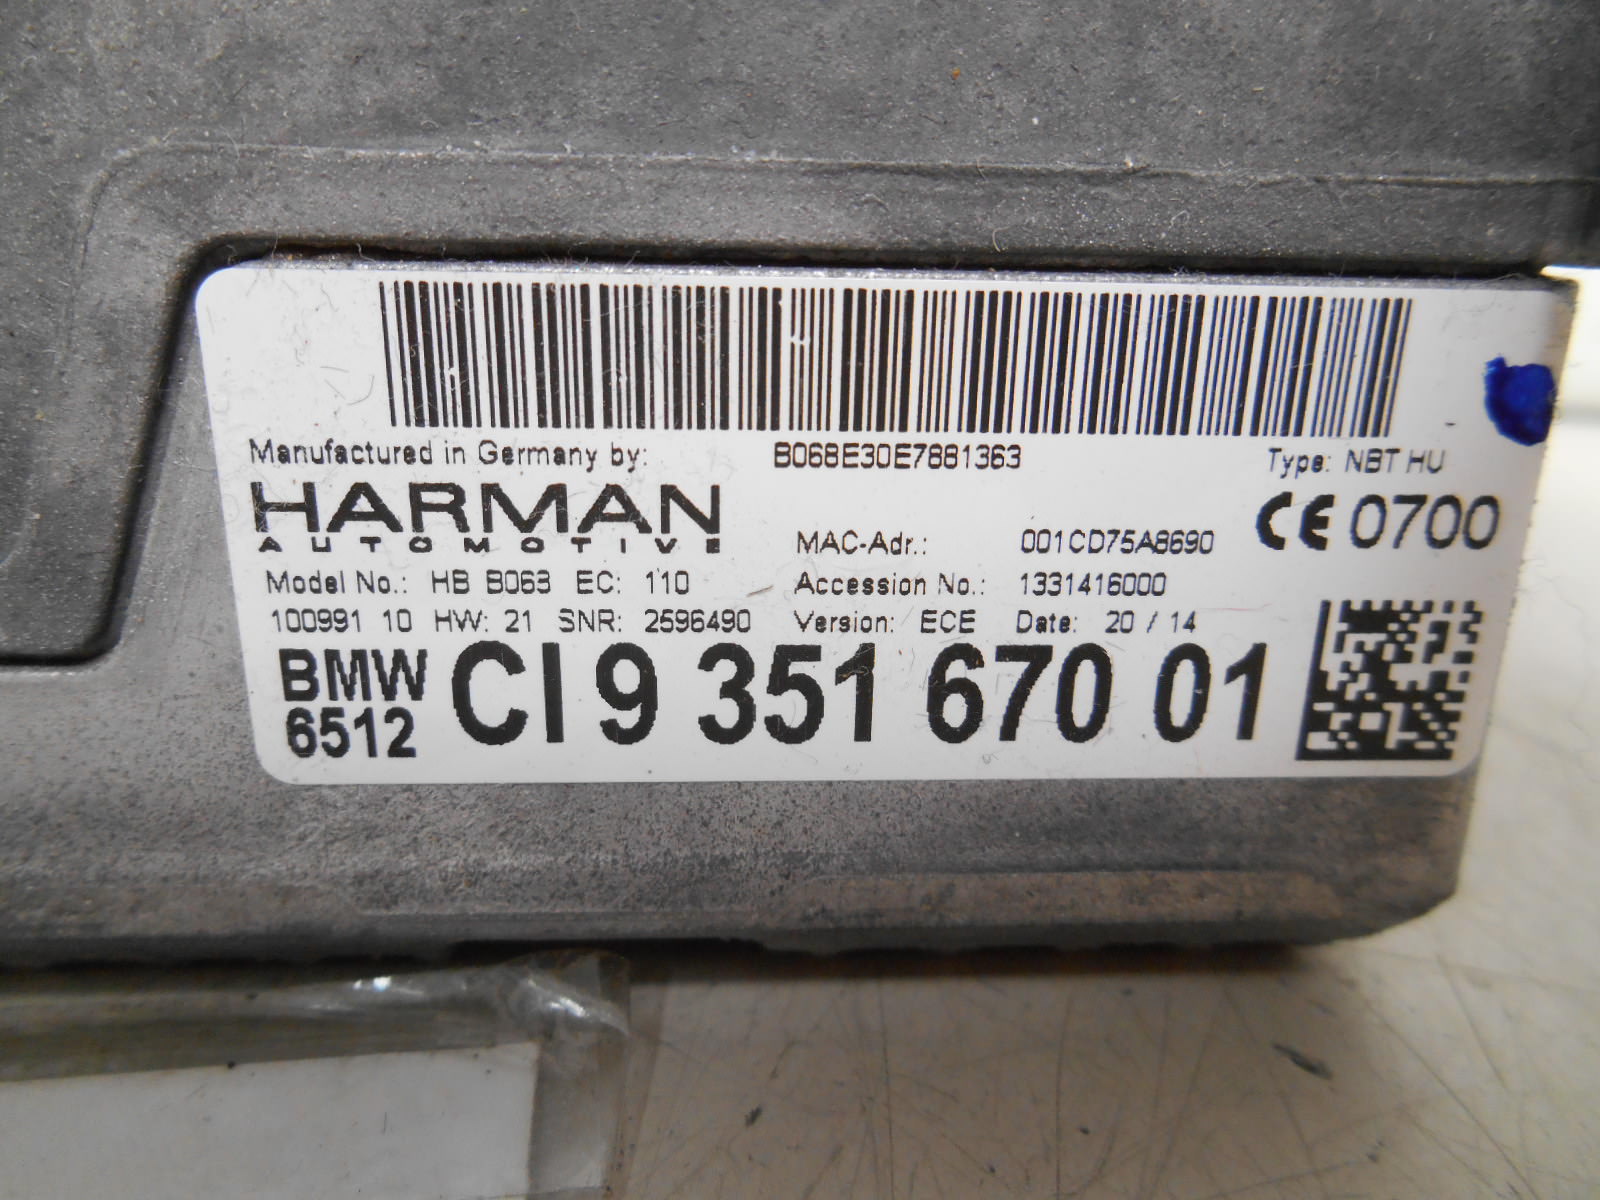 Manufactured in Germany by: B068E30E7881363 Type: NBT HU
HARMAN
AUTOMOTIVE
MAC-Adr.: 001CD75A8690 CE 0700
Model No.: HB B063 EC: 110 Accession No.: 1331416000
100991 10 HW: 21 SNR: 2596490 Version: ECE Date: 20 / 14
BMW CI 9 351 670 01
6512